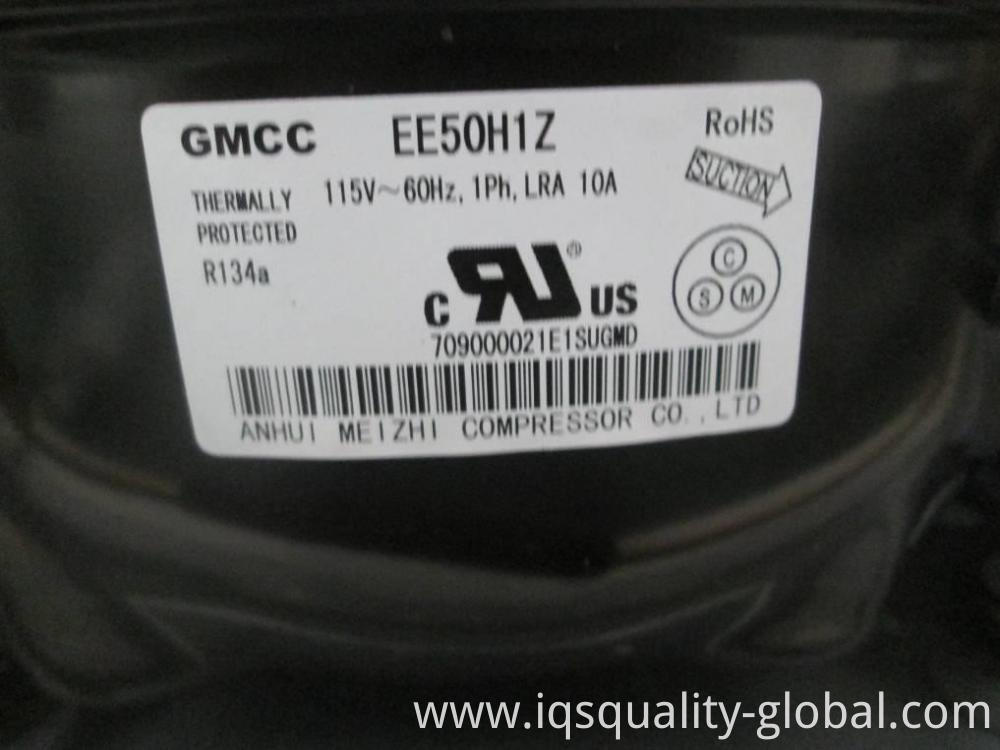 GMCC EE50H1Z RoHS
THERMALLY PROTECTED
115V~60Hz, 1Ph, LRA 10A
SUCTION
R134a
C
S M
c RU® US
709000021E1SUGMD
ANHUI MEIZHI COMPRESSOR CO.,LTD
www.iqsquality-global.com